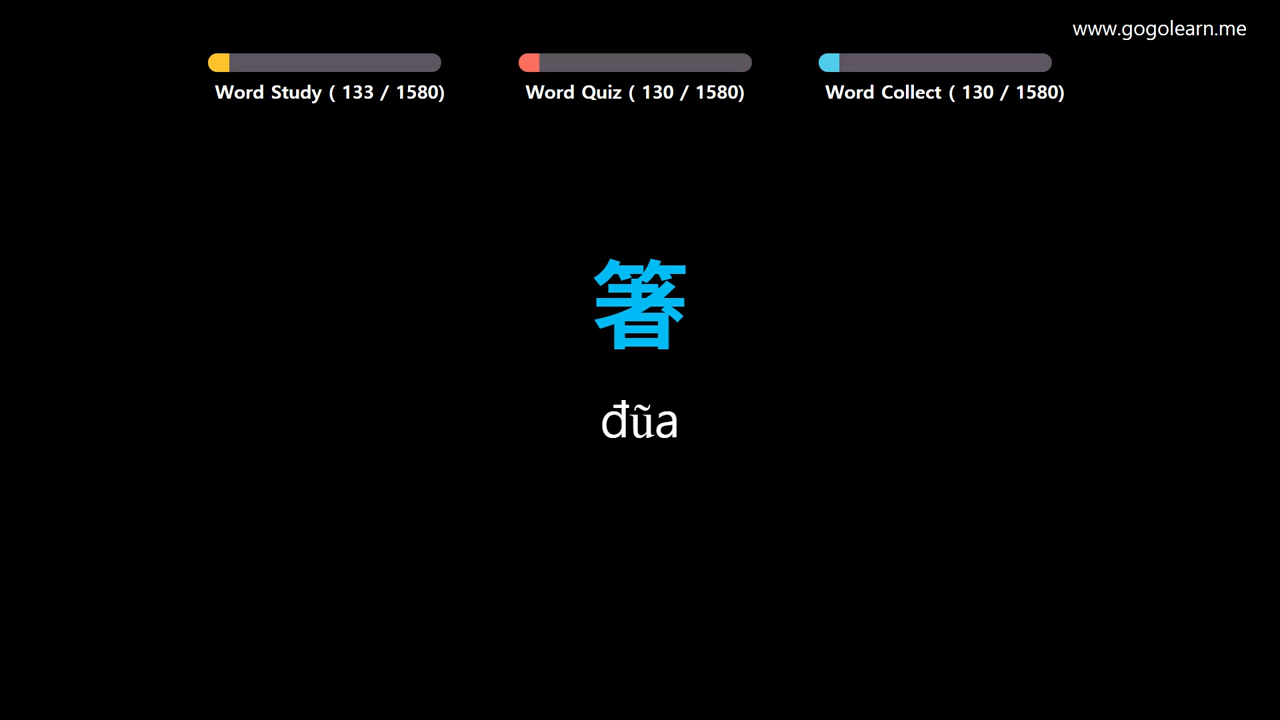 www.gogolearn.me
Word Study ( 133 / 1580)
Word Quiz ( 130 / 1580)
Word Collect ( 130 / 1580)
箸
đũa